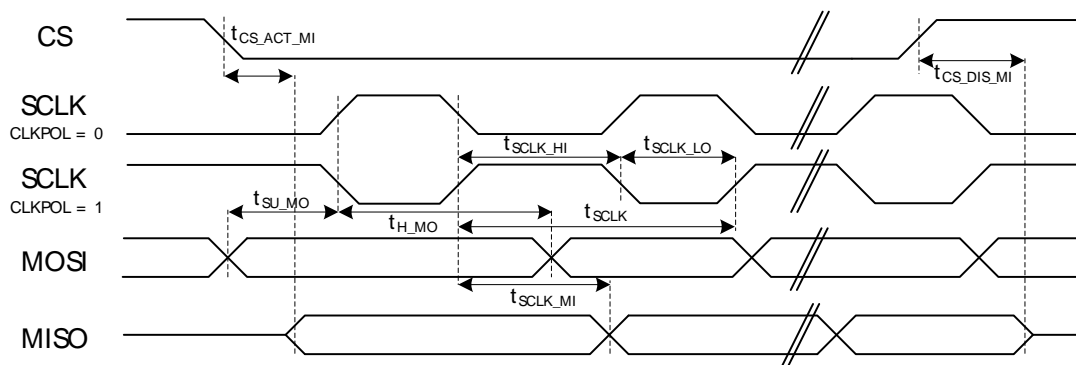 CS
tCS_ACT_MI
tCS_DIS_MI
SCLK
CLKPOL = 0
tSCLK_HI
tSCLK_LO
SCLK
CLKPOL = 1
tSU_MO
tH_MO
tSCLK
MOSI
tSCLK_MI
MISO